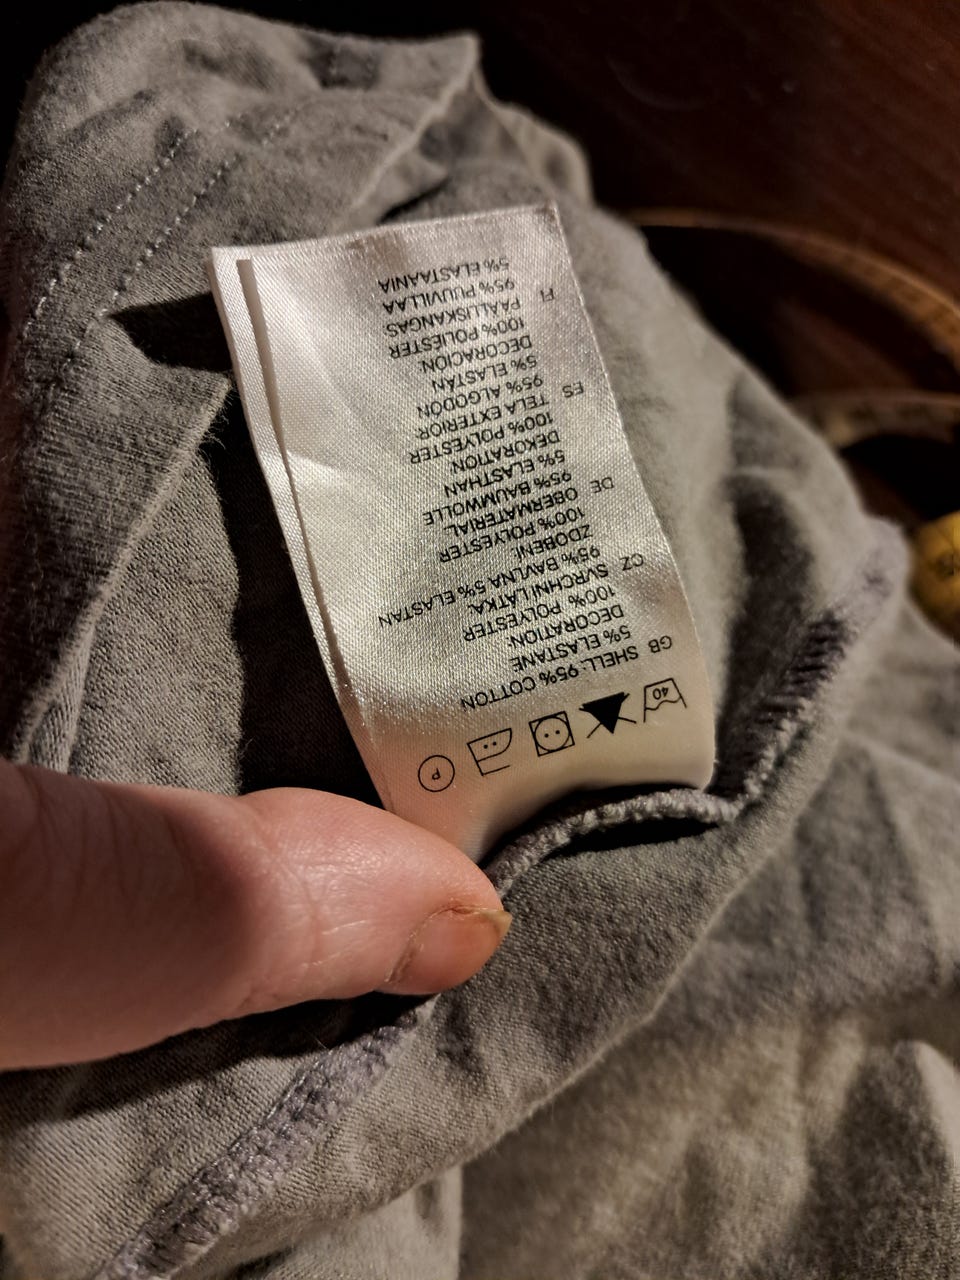 40
P
GB SHELL: 95% COTTON
5% ELASTANE
DECORATION:
100% POLYESTER
CZ SVRCHNÍ LÁTKA:
95% BAVLNA 5% ELASTAN
ZDOBENÍ:
100% POLYESTER
DE OBERMATERIAL
95% BAUMWOLLE
5% ELASTHAN
DEKORATION:
100% POLYESTER
ES TELA EXTERIOR
95% ALGODÓN
5% ELASTÁN
DECORACIÓN:
100% POLIÉSTER
FI PÄÄLLISKANGAS
95% PUUVILLAA
5% ELASTAANIA